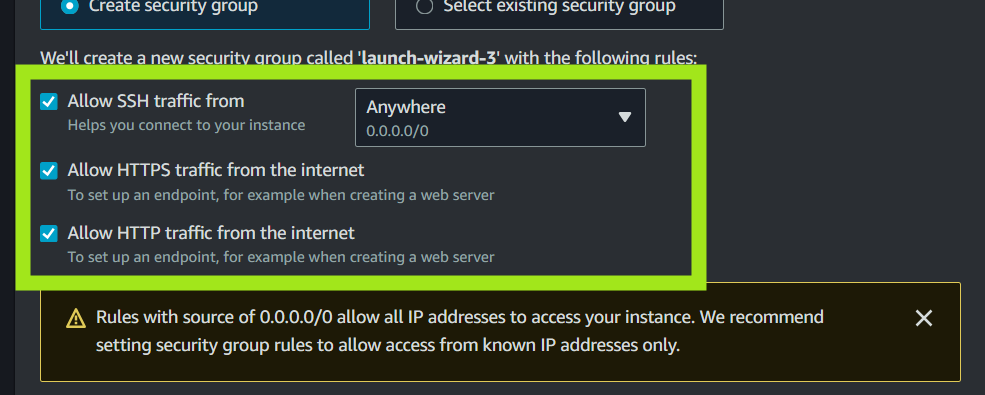 Create security group
Select existing security group
We'll create a new security group called 'launch-wizard-3' with the following rules:
Allow SSH traffic from
Helps you connect to your instance
Anywhere
0.0.0.0/0
Allow HTTPS traffic from the internet
To set up an endpoint, for example when creating a web server
Allow HTTP traffic from the internet
To set up an endpoint, for example when creating a web server
Rules with source of 0.0.0.0/0 allow all IP addresses to access your instance. We recommend
setting security group rules to allow access from known IP addresses only.